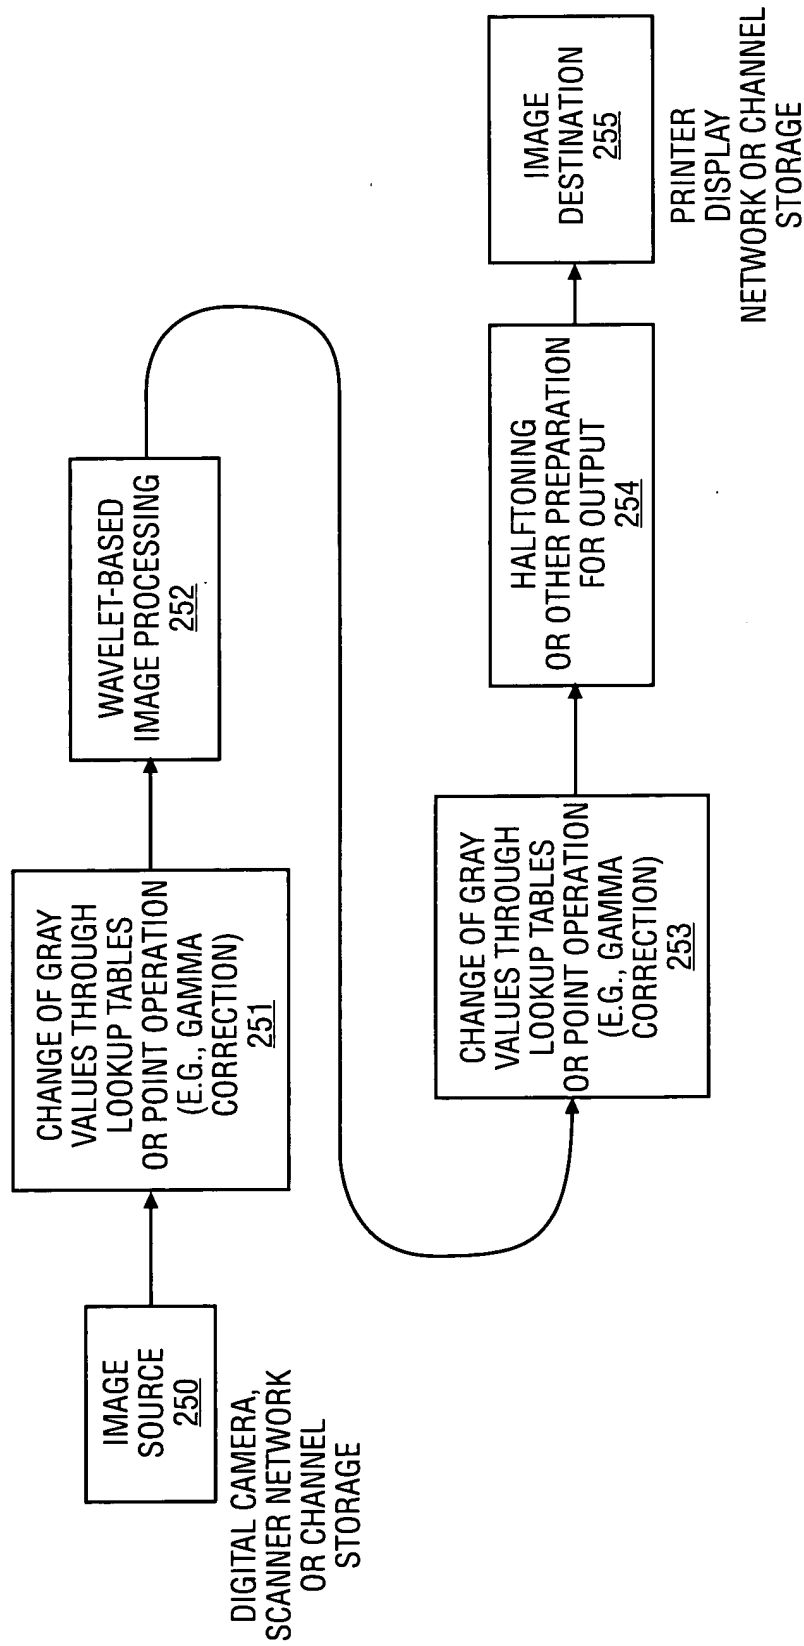 IMAGE
SOURCE
250
DIGITAL CAMERA,
SCANNER NETWORK
OR CHANNEL
STORAGE
CHANGE OF GRAY
VALUES THROUGH
LOOKUP TABLES
OR POINT OPERATION
(E.G., GAMMA
CORRECTION)
251
WAVELET-BASED
IMAGE PROCESSING
252
CHANGE OF GRAY
VALUES THROUGH
LOOKUP TABLES
OR POINT OPERATION
(E.G., GAMMA
CORRECTION)
253
HALFTONING
OR OTHER PREPARATION
FOR OUTPUT
254
IMAGE
DESTINATION
255
PRINTER
DISPLAY
NETWORK OR CHANNEL
STORAGE